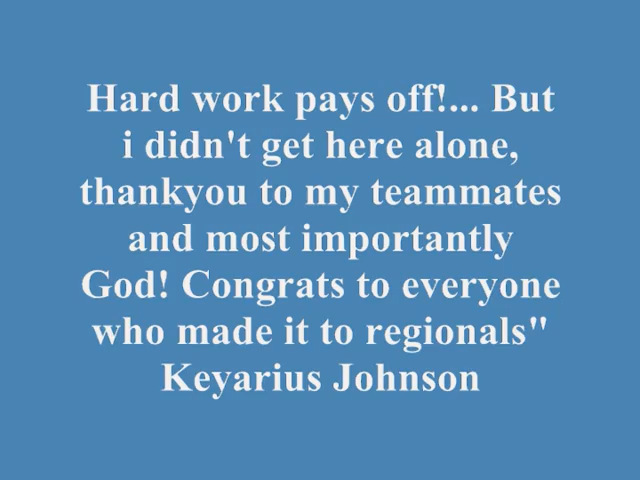 Hard work pays off!... But
i didn't get here alone,
thankyou to my teammates
and most importantly
God! Congrats to everyone
who made it to regionals"
Keyarius Johnson